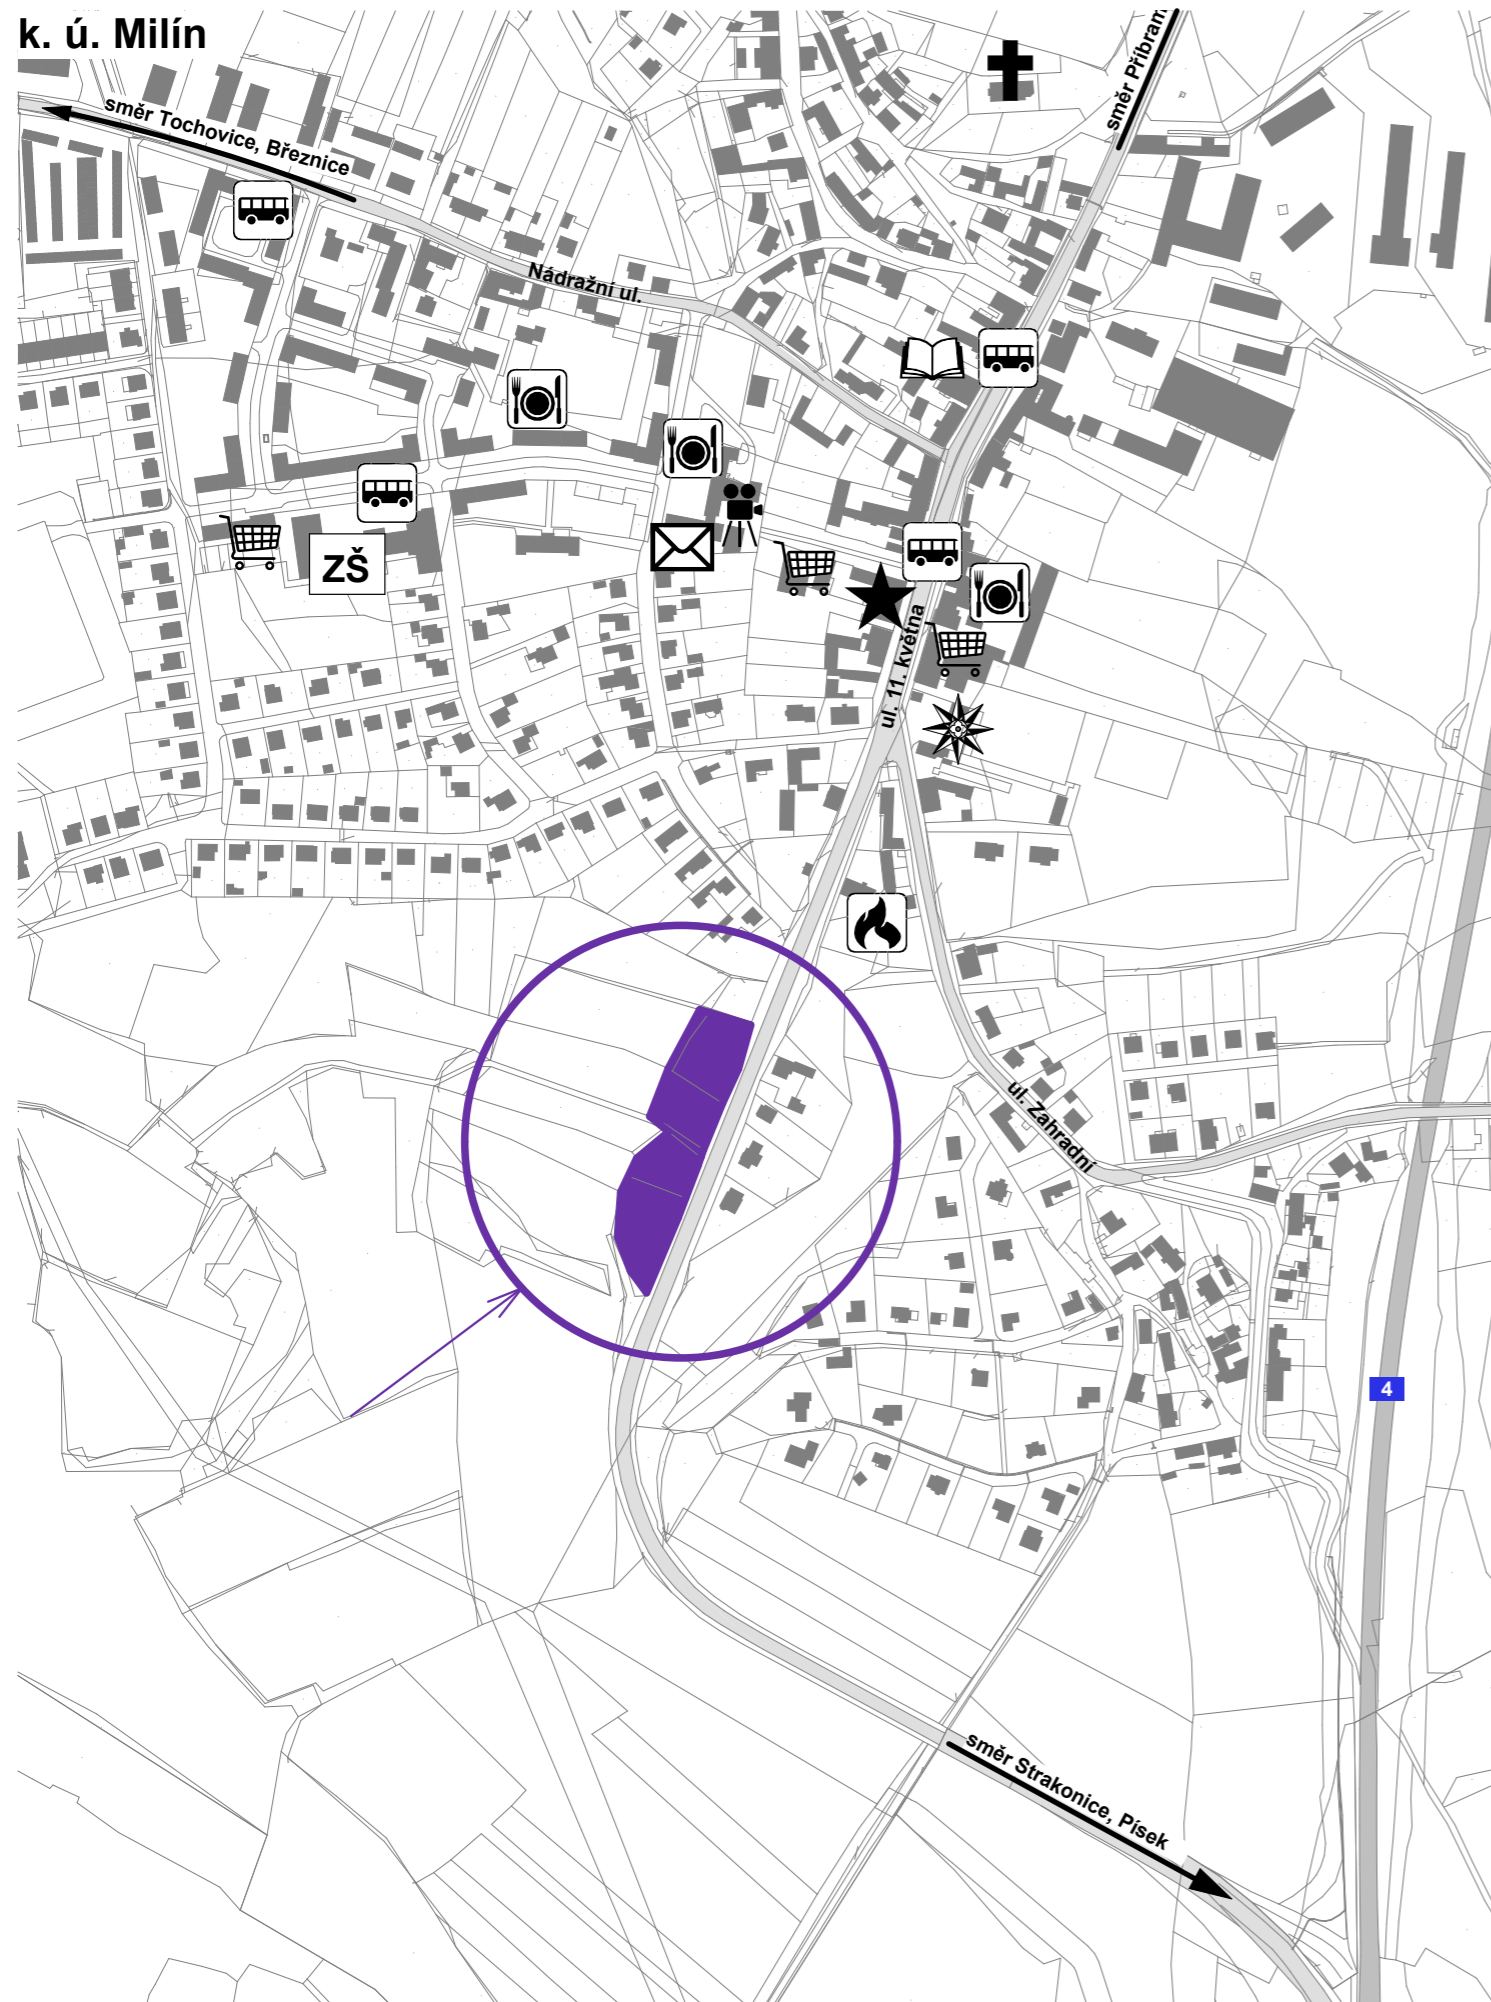 k. ú. Milín
směr Příbram
směr Tochovice, Březnice
Nádražní ul.
ZŠ
ul. 11. května
ul. Zahradní
4
směr Strakonice, Písek